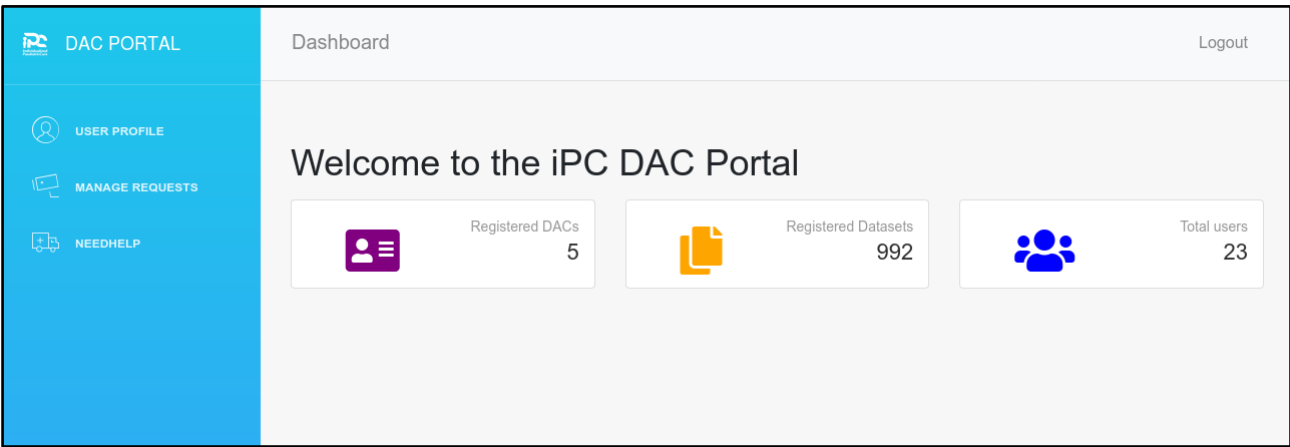 iPC
DAC PORTAL
Dashboard
Logout
USER PROFILE
MANAGE REQUESTS
NEEDHELP
Welcome to the iPC DAC Portal
Registered DACs
5
Registered Datasets
992
Total users
23